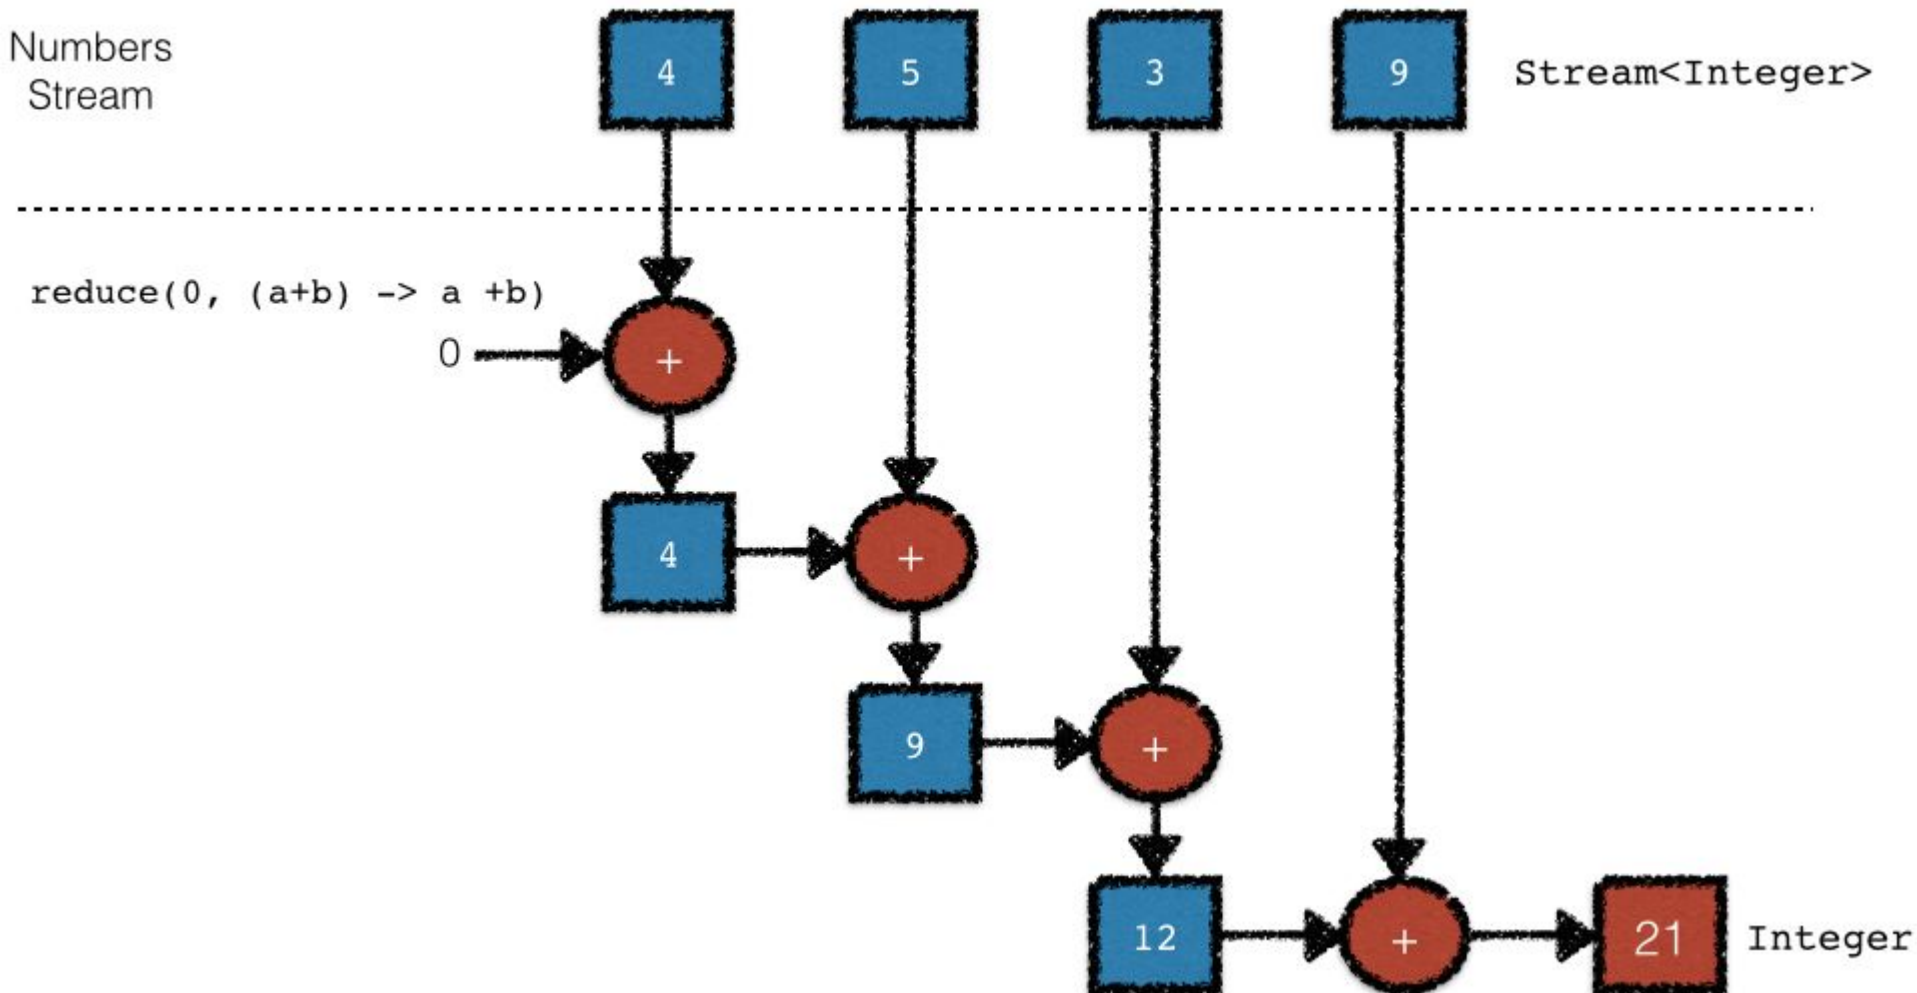 Numbers
Stream
4
5
3
9
Stream<Integer>
reduce(0, (a+b) -> a +b)
0
+
4
+
9
+
12
+
21
Integer